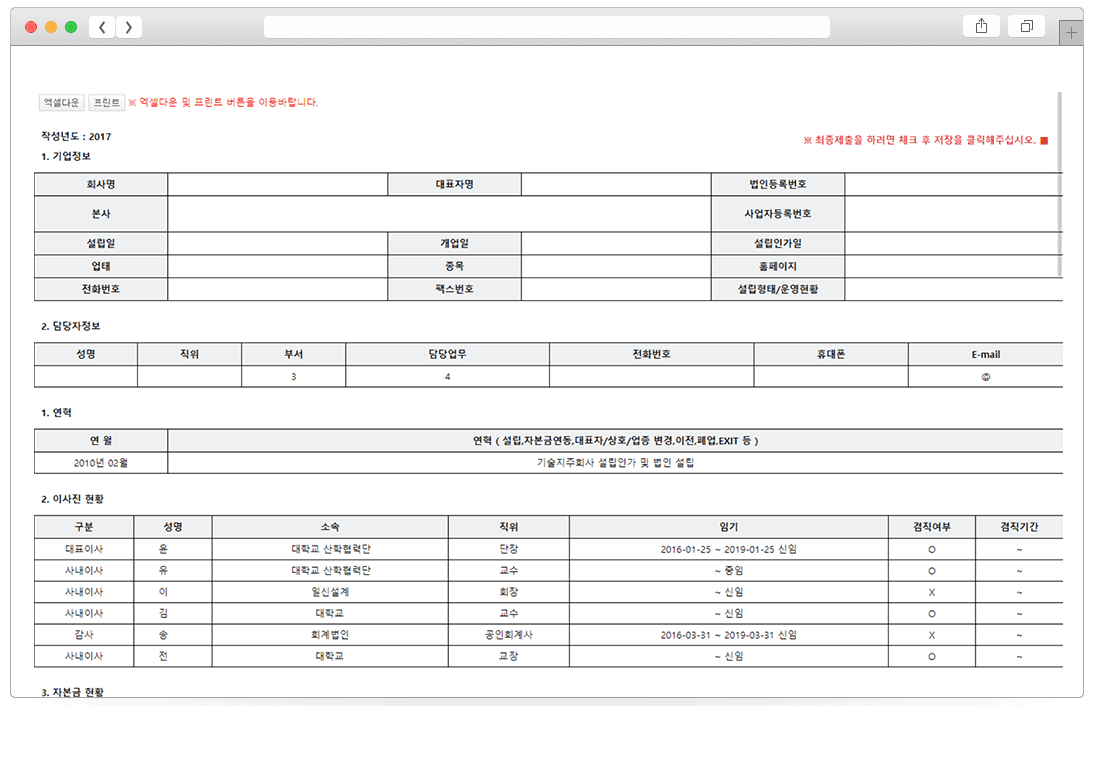 엑셀다운 프린트 ※ 엑셀다운 및 프린트 버튼을 이용바랍니다.
작성년도 : 2017
※ 최종제출을 하려면 체크 후 저장을 클릭해주십시오.
1. 기업정보
회사명 대표자명 법인등록번호
본사 사업자등록번호
설립일 개업일 설립인가일
업태 종목 홈페이지
전화번호 팩스번호 설립형태/운영현황
2. 담당자정보
성명 직위 부서 담당업무 전화번호 휴대폰 E-mail
3 4 @
1. 연혁
연 월 연혁 ( 설립,자본금연동,대표자/상호/업종 변경,이전,폐업,EXIT 등 )
2010년 02월 기술지주회사 설립인가 및 법인 설립
2. 이사진 현황
구분 성명 소속 직위 임기 겸직여부 겸직기간
대표이사 윤 대학교 산학협력단 단장 2016-01-25 ~ 2019-01-25 신임 O ~
사내이사 유 대학교 산학협력단 교수 ~ 중임 O ~
사내이사 이 일신설계 회장 ~ 신임 X ~
사내이사 김 대학교 교수 ~ 신임 O ~
감사 송 회계법인 공인회계사 2016-03-31 ~ 2019-03-31 신임 X ~
사내이사 전 대학교 교장 ~ 신임 O ~
3. 자본금 현황